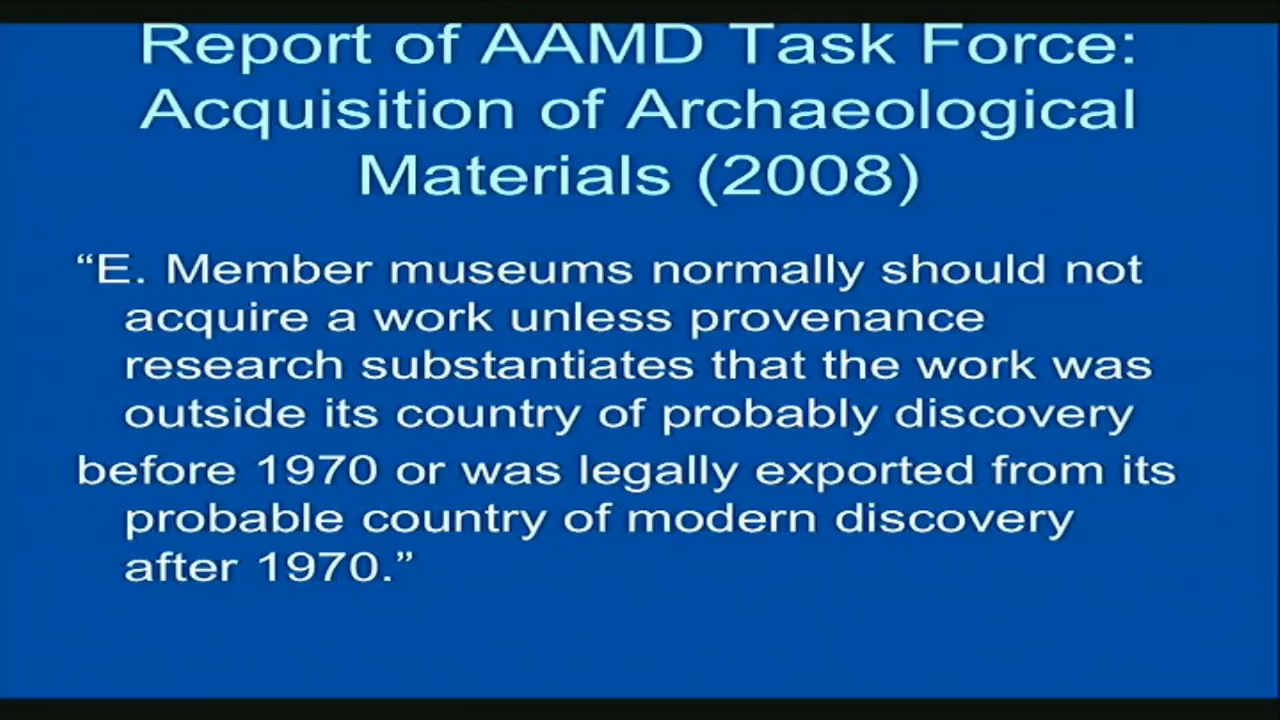 Report of AAMD Task Force:
Acquisition of Archaeological
Materials (2008)
“E. Member museums normally should not
acquire a work unless provenance
research substantiates that the work was
outside its country of probably discovery
before 1970 or was legally exported from its
probable country of modern discovery
after 1970.”